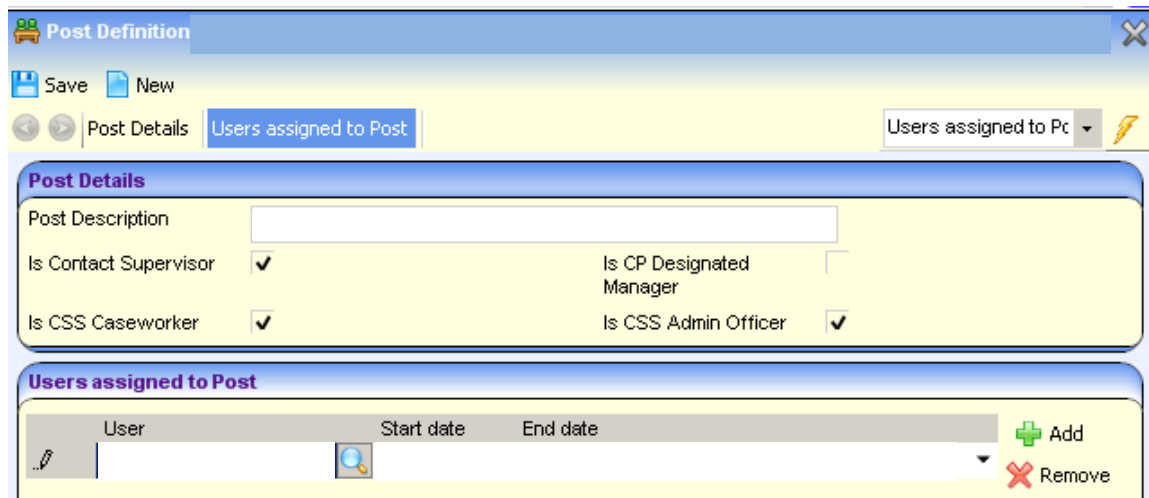 Post Definition
Save New
Post Details Users assigned to Post Users assigned to Pc
Post Details
Post Description
Is Contact Supervisor Is CP Designated
Manager
Is CSS Caseworker Is CSS Admin Officer
Users assigned to Post
User Start date End date Add
Remove